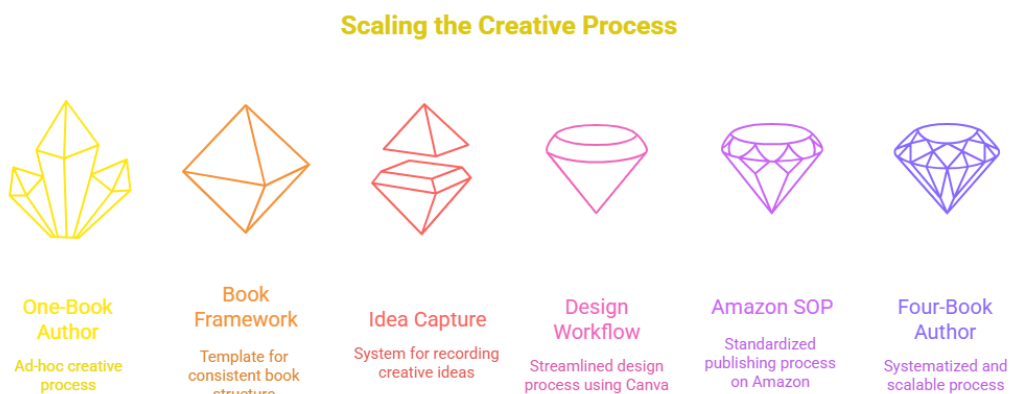 Scaling the Creative Process
One-Book
Author
Ad-hoc creative
process
Book
Framework
Template for
consistent book
structure
Idea Capture
System for recording
creative ideas
Design
Workflow
Streamlined design
process using Canva
Amazon SOP
Standardized
publishing process
on Amazon
Four-Book
Author
Systematized and
scalable process